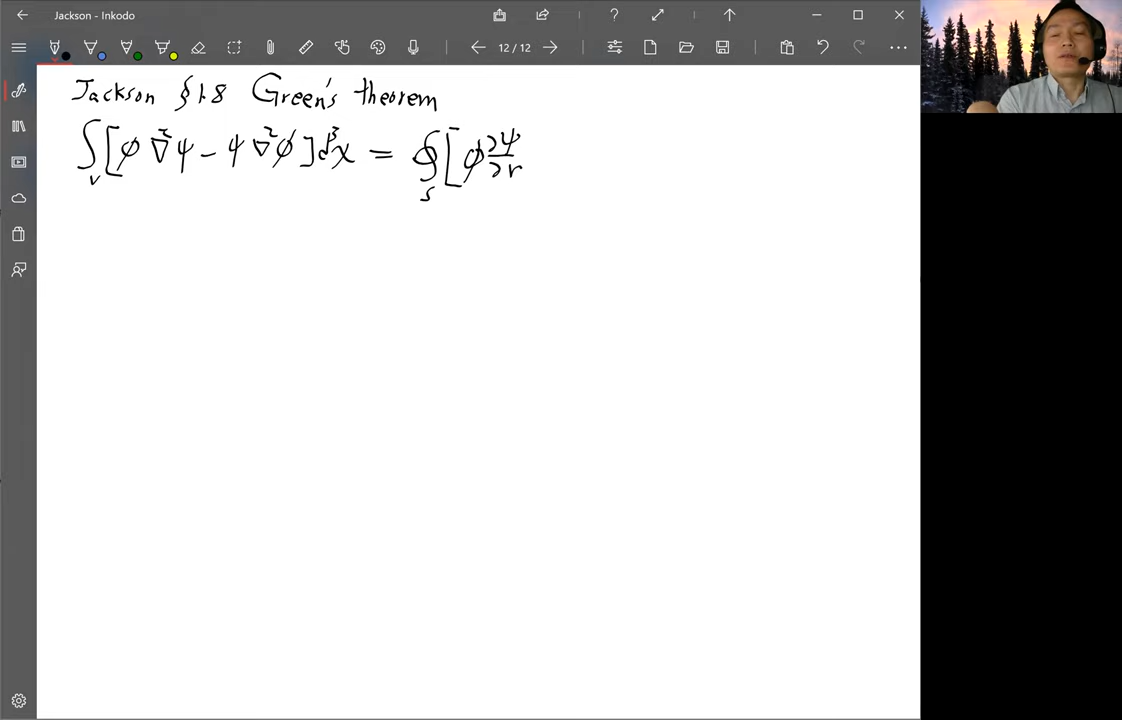 Jackson - Inkodo
12 / 12
Jackson §1.8 Green's theorem
∫_V [φ ∇²ψ − ψ ∇²φ] d³x = ∮_S [φ ∂ψ/∂r